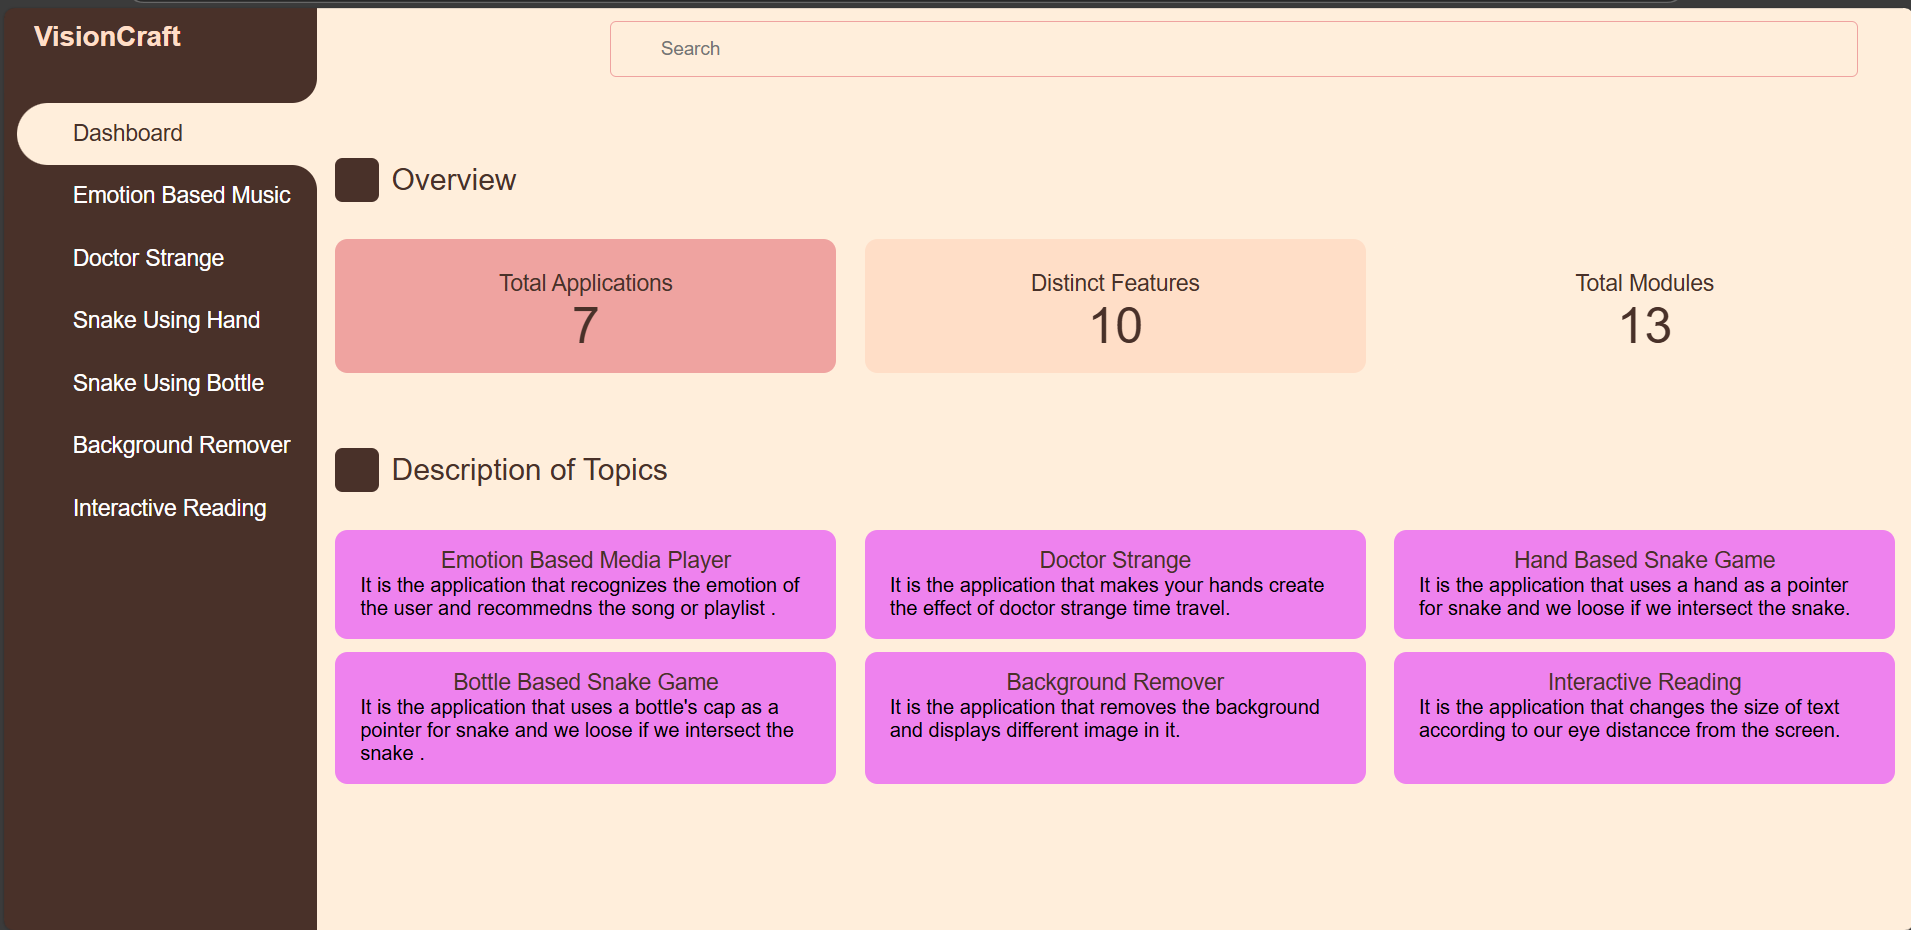 VisionCraft
Search
Dashboard
Emotion Based Music
Doctor Strange
Snake Using Hand
Snake Using Bottle
Background Remover
Interactive Reading
Overview
Total Applications
7
Distinct Features
10
Total Modules
13
Description of Topics
Emotion Based Media Player
It is the application that recognizes the emotion of
the user and recommedns the song or playlist .
Doctor Strange
It is the application that makes your hands create
the effect of doctor strange time travel.
Hand Based Snake Game
It is the application that uses a hand as a pointer
for snake and we loose if we intersect the snake.
Bottle Based Snake Game
It is the application that uses a bottle's cap as a
pointer for snake and we loose if we intersect the
snake .
Background Remover
It is the application that removes the background
and displays different image in it.
Interactive Reading
It is the application that changes the size of text
according to our eye distancce from the screen.